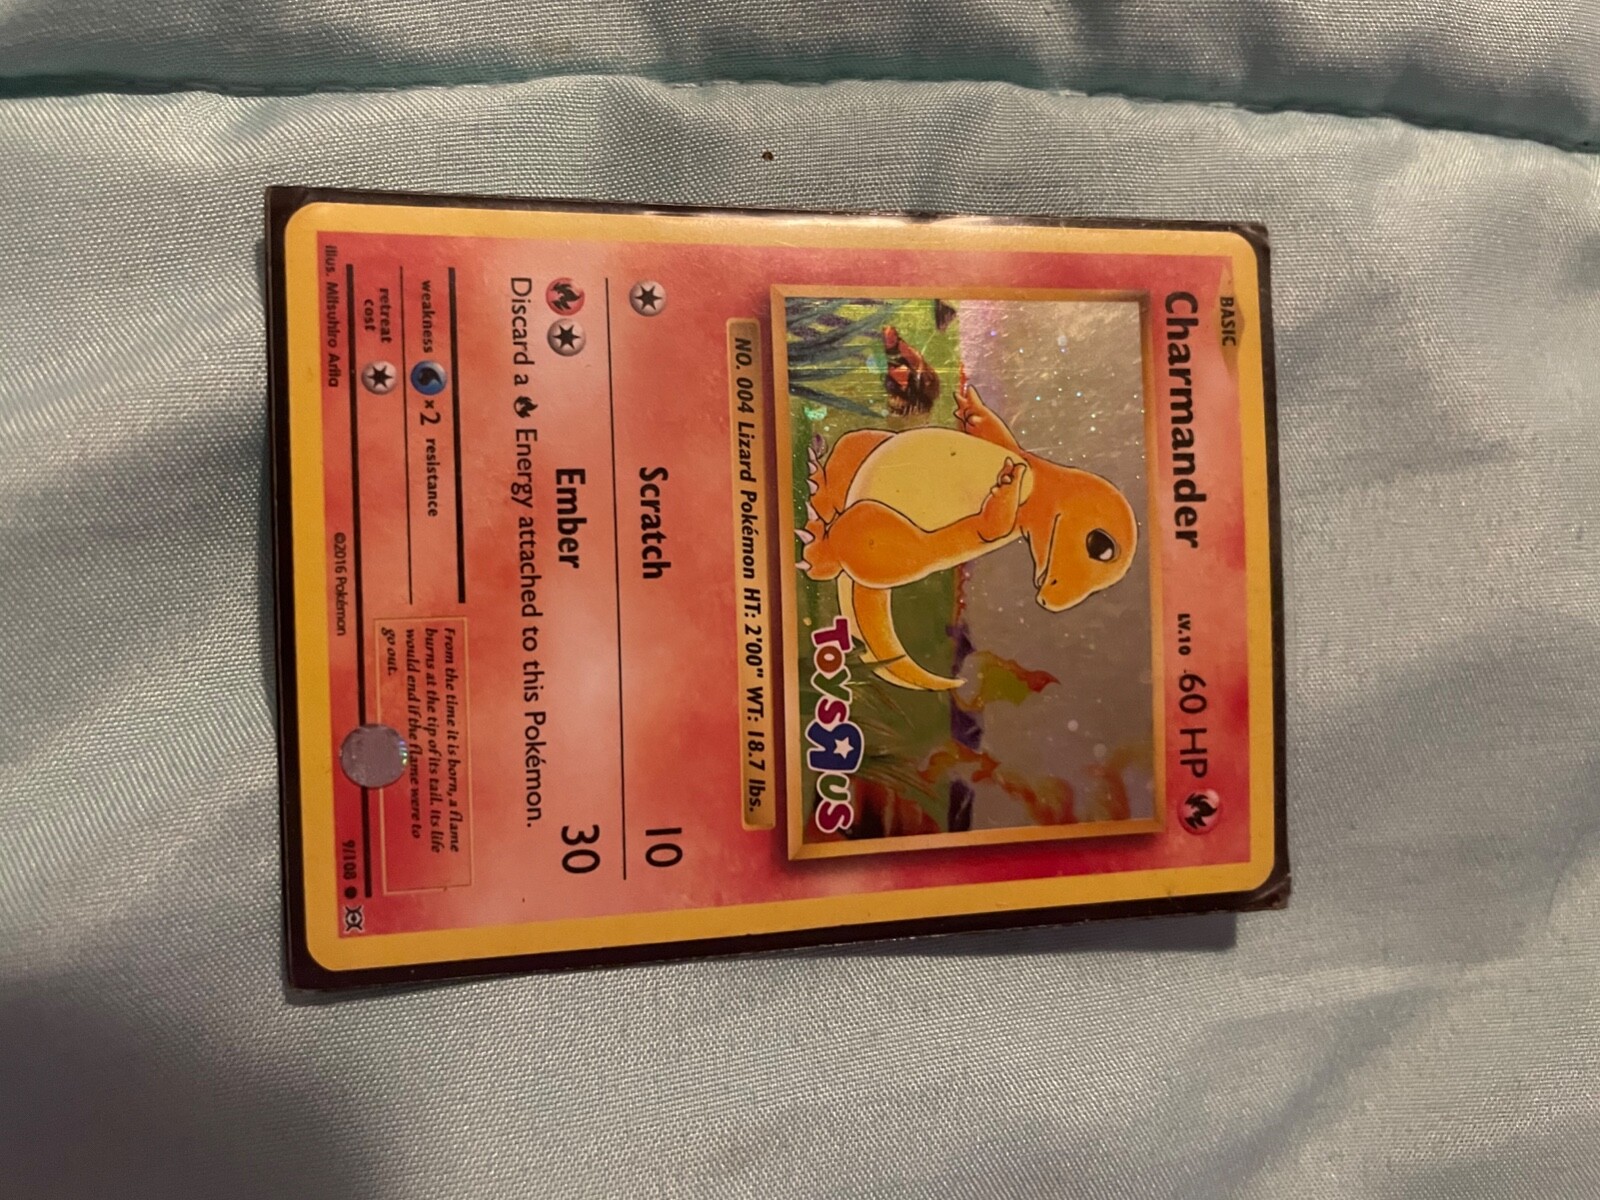 BASIC
Charmander LV.10 60 HP
TOYS"R"US
NO. 004 Lizard Pokémon HT: 2'00" WT: 18.7 lbs.
Scratch 10
Ember 30
Discard a Energy attached to this Pokémon.
weakness ×2 resistance
retreat
cost
From the time it is born, a flame
burns at the tip of its tail. Its life
would end if the flame were to
go out.
Illus. Mitsuhiro Arita ©2016 Pokémon 9/108